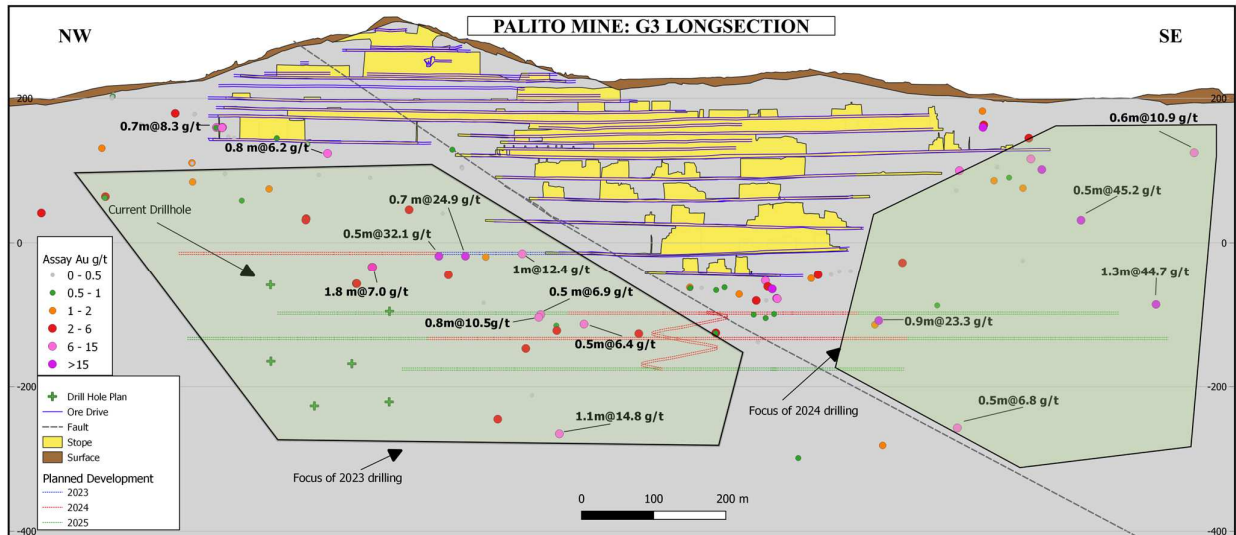 PALITO MINE: G3 LONGSECTION
NW
SE
200
200
0.7m@8.3 g/t
0.8 m@6.2 g/t
0.6m@10.9 g/t
0.5m@45.2 g/t
Current Drillhole
0.7 m@24.9 g/t
0.5m@32.1 g/t
0
0
1m@12.4g/t
1.8 m@7.0 g/t
1.3m@44.7 g/t
0.5 m@6.9 g/t
0.8m@10.5g/t
0.5m@6.4 g/t
0.9m@23.3g/t
Assay Au g/t
0 - 0.5
0.5 - 1
1 - 2
2 - 6
6 - 15
>15
-200
-200
Focus of 2024 drilling
0.5m@6.8 g/t
1.1m@14.8 g/t
Focus of 2023 drilling
Drill Hole Plan
Ore Drive
Fault
Stope
Surface
Planned Development
2023
2024
2025
0 100 200 m
-400
-400